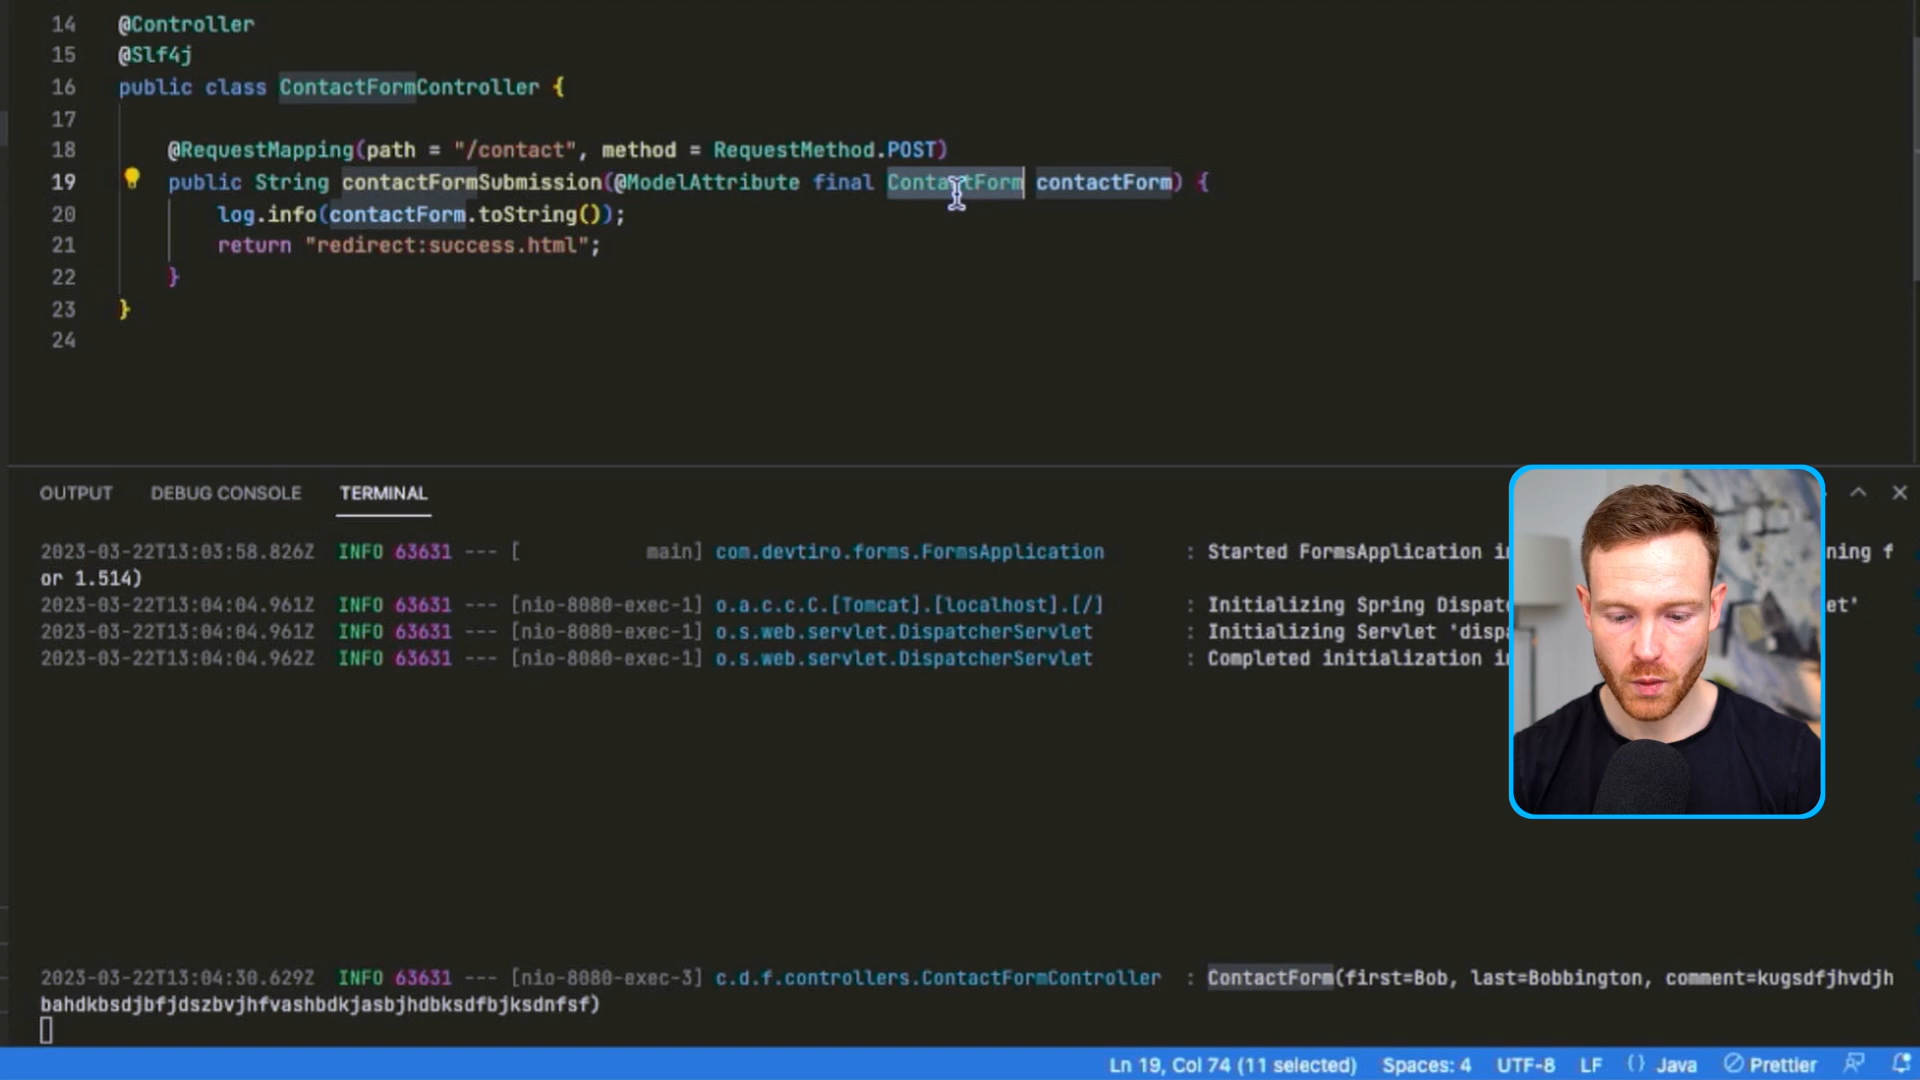 14 @Controller
15 @Slf4j
16 public class ContactFormController {
17
18 @RequestMapping(path = "/contact", method = RequestMethod.POST)
19 public String contactFormSubmission(@ModelAttribute final ContactForm contactForm) {
20 log.info(contactForm.toString());
21 return "redirect:success.html";
22 }
23 }
24
OUTPUT DEBUG CONSOLE TERMINAL
2023-03-22T13:03:58.826Z INFO 63631 --- [ main] com.devtiro.forms.FormsApplication : Started FormsApplication in ning f
or 1.514)
2023-03-22T13:04:04.961Z INFO 63631 --- [nio-8080-exec-1] o.a.c.c.C.[Tomcat].[localhost].[/] : Initializing Spring Dispat et'
2023-03-22T13:04:04.961Z INFO 63631 --- [nio-8080-exec-1] o.s.web.servlet.DispatcherServlet : Initializing Servlet 'disp
2023-03-22T13:04:04.962Z INFO 63631 --- [nio-8080-exec-1] o.s.web.servlet.DispatcherServlet : Completed initialization in
2023-03-22T13:04:30.629Z INFO 63631 --- [nio-8080-exec-3] c.d.f.controllers.ContactFormController : ContactForm(first=Bob, last=Bobbington, comment=kugsdfjhvdjh
bahdkbsdjbfjdszbvjhfvashbdkjasbjhdbksdfbjksdnfsf)
Ln 19, Col 74 (11 selected) Spaces: 4 UTF-8 LF {} Java Prettier